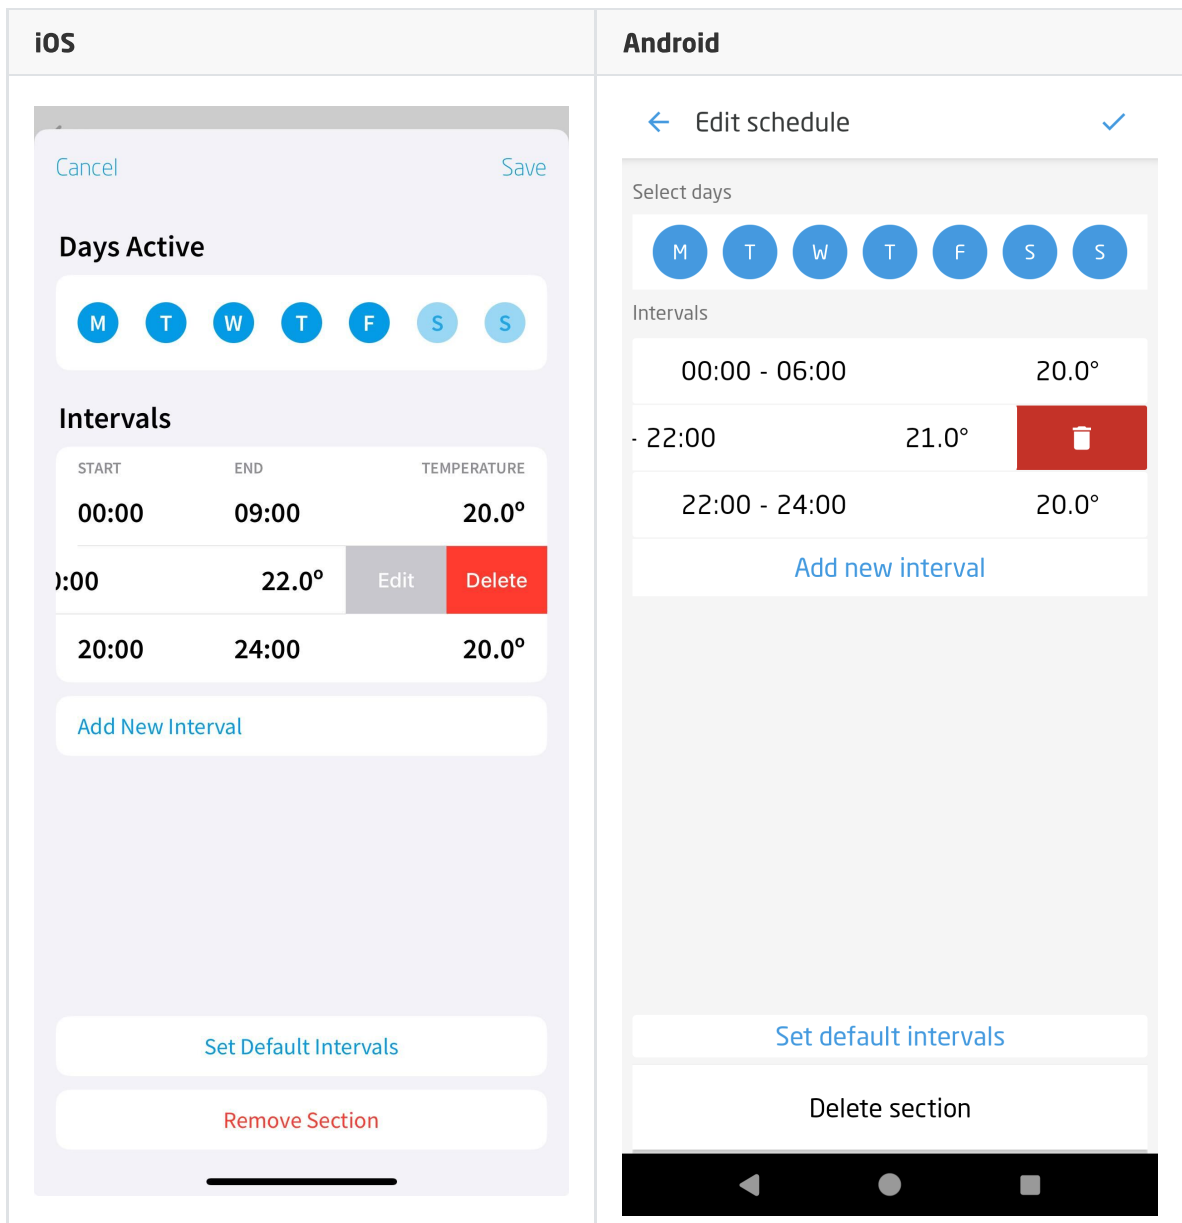 iOS
Android
Cancel
Save
Days Active
M T W T F S S
Intervals
START END TEMPERATURE
00:00 09:00 20.0º
:00 22.0º Edit Delete
20:00 24:00 20.0º
Add New Interval
Set Default Intervals
Remove Section
Edit schedule
Select days
M T W T F S S
Intervals
00:00 - 06:00 20.0°
- 22:00 21.0°
22:00 - 24:00 20.0°
Add new interval
Set default intervals
Delete section